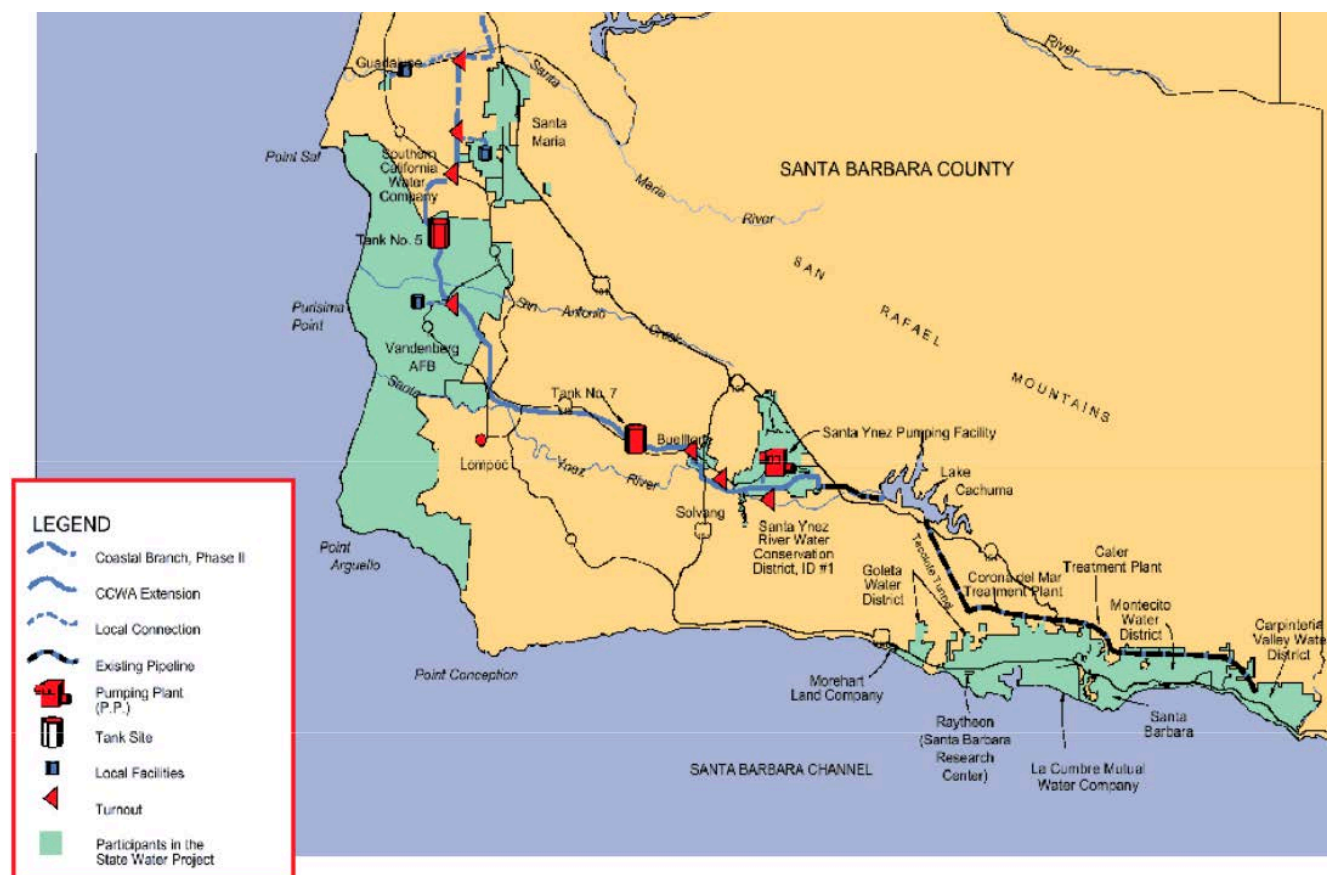 River
Guadalupe
Santa
Santa
Maria
Point Sal
Southern
California
Water
Company
SANTA BARBARA COUNTY
Maria
River
Tank No. 5
SAN
RAFAEL
MOUNTAINS
101
Purisima
Point
San
Antonio
Creek
Vandenberg
AFB
Santa
Tank No. 7
Buellton
Santa Ynez Pumping Facility
Lompoc
Ynez
River
Lake
Cachuma
Solvang
Santa Ynez
River Water
Conservation
District, ID #1
Point
Arguello
Goleta
Water
District
Tecolote Tunnel
Corona del Mar
Treatment Plant
Cater
Treatment Plant
Montecito
Water
District
Carpinteria
Valley Water
District
Point Conception
Morehart
Land Company
Raytheon
(Santa Barbara
Research
Center)
La Cumbre Mutual
Water Company
Santa
Barbara
SANTA BARBARA CHANNEL
LEGEND
Coastal Branch, Phase II
CCWA Extension
Local Connection
Existing Pipeline
Pumping Plant
(P.P.)
Tank Site
Local Facilities
Turnout
Participants in the
State Water Project